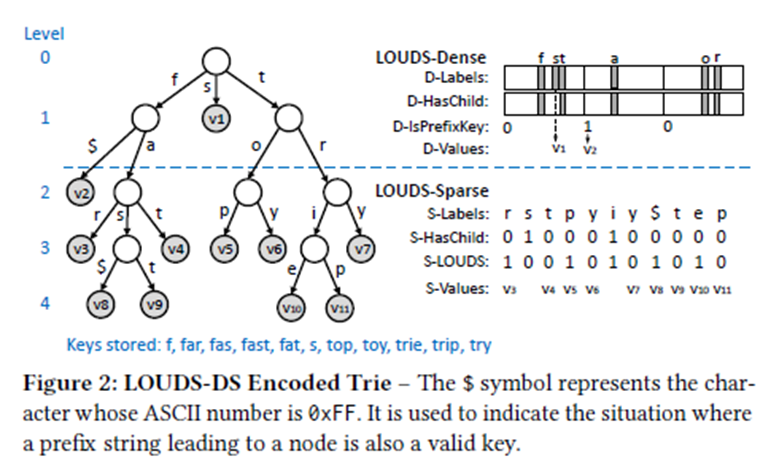 Level
0
1
2
3
4
f s t
$ a o r
v1
v2
r s t p y i y
v3 v4 v5 v6 v7
$ t e p
v8 v9 v10 v11
LOUDS-Dense f st a o r
D-Labels:
D-HasChild:
D-IsPrefixKey: 0 1 0
D-Values: v1 v2
LOUDS-Sparse
S-Labels: r s t p y i y $ t e p
S-HasChild: 0 1 0 0 0 1 0 0 0 0 0
S-LOUDS: 1 0 0 1 0 1 0 1 0 1 0
S-Values: v3 v4 v5 v6 v7 v8 v9 v10 v11
Keys stored: f, far, fas, fast, fat, s, top, toy, trie, trip, try
Figure 2: LOUDS-DS Encoded Trie – The $ symbol represents the char-
acter whose ASCII number is 0xFF. It is used to indicate the situation where
a prefix string leading to a node is also a valid key.